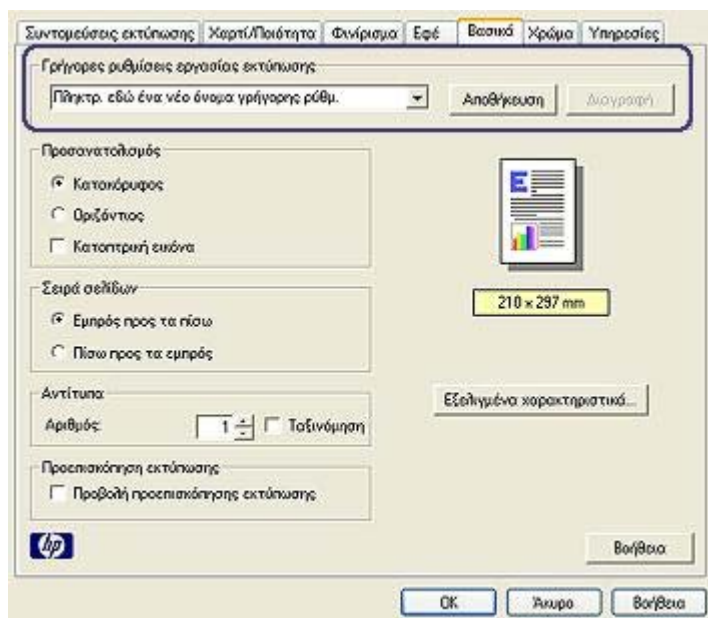 Συντομεύσεις εκτύπωσης Χαρτί/Ποιότητα Φινίρισμα Εφέ Βασικά Χρώμα Υπηρεσίες
Γρήγορες ρυθμίσεις εργασίας εκτύπωσης
Πληκτρ. εδώ ένα νέο όνομα γρήγορης ρύθμ. Αποθήκευση Διαγραφή
Προσανατολισμός
Κατακόρυφος
Οριζόντιος
Κατοπτρική εικόνα
E
210 x 297 mm
Σειρά σελίδων
Εμπρός προς τα πίσω
Πίσω προς τα εμπρός
Αντίτυπα
Αριθμός: 1 Ταξινόμηση
Εξελιγμένα χαρακτηριστικά...
Προεπισκόπηση εκτύπωσης
Προβολή προεπισκόπησης εκτύπωσης
hp
Βοήθεια
OK Άκυρο Βοήθεια